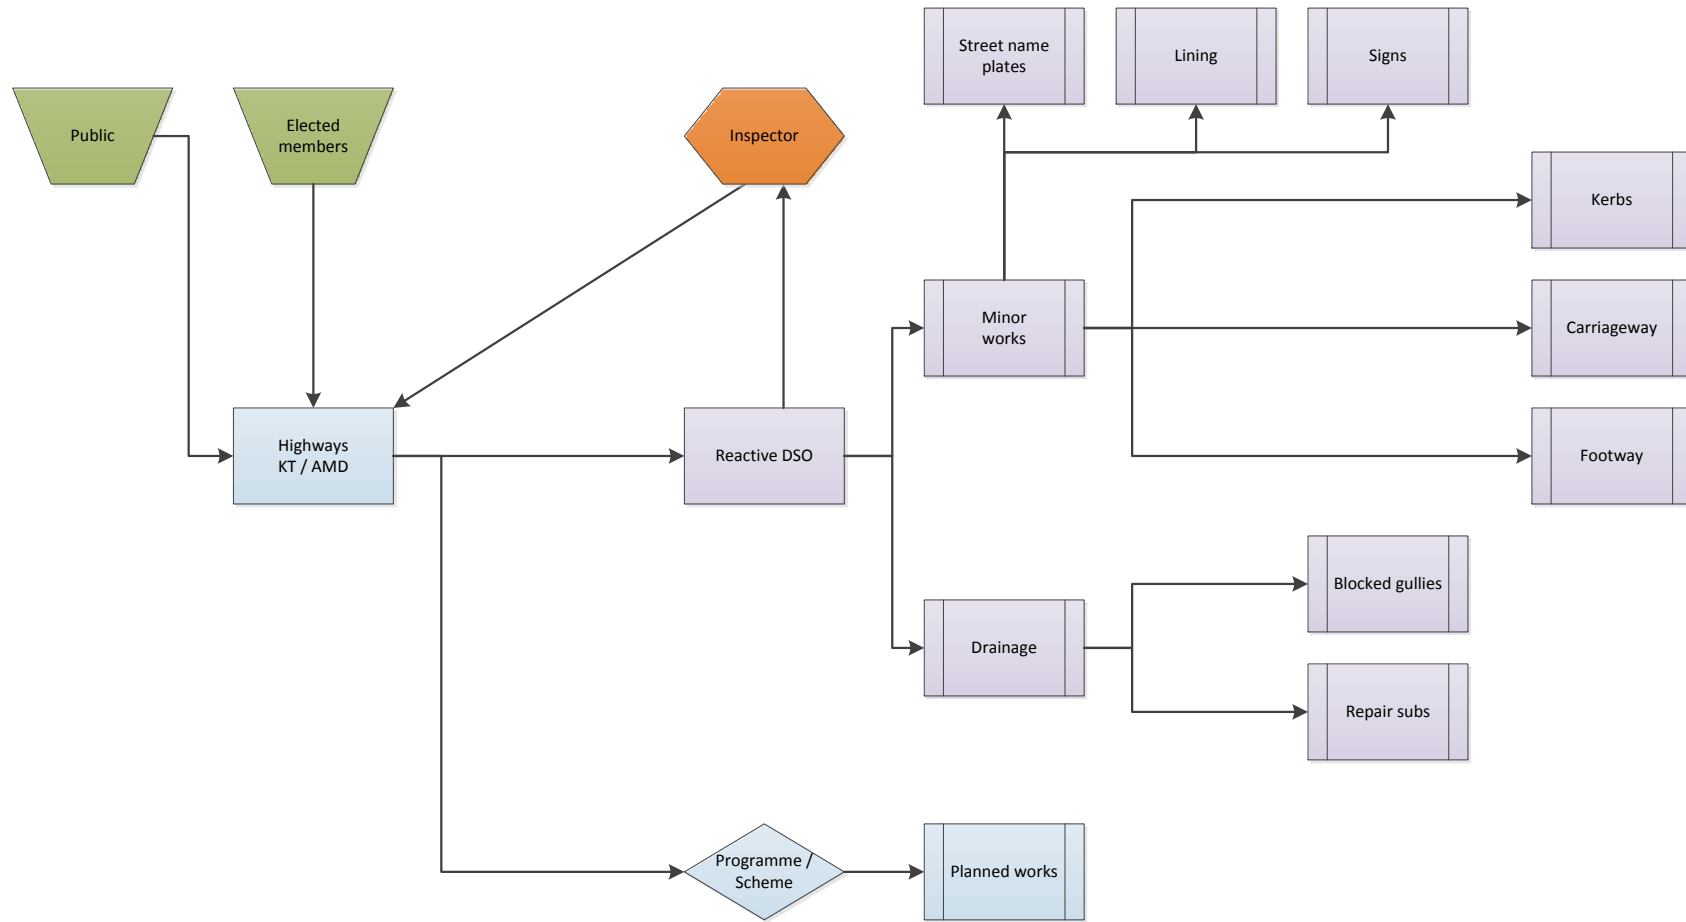 Street name
plates
Lining
Signs
Public
Elected
members
Inspector
Kerbs
Minor
works
Carriageway
Highways
KT / AMD
Reactive DSO
Footway
Blocked gullies
Drainage
Repair subs
Programme /
Scheme
Planned works